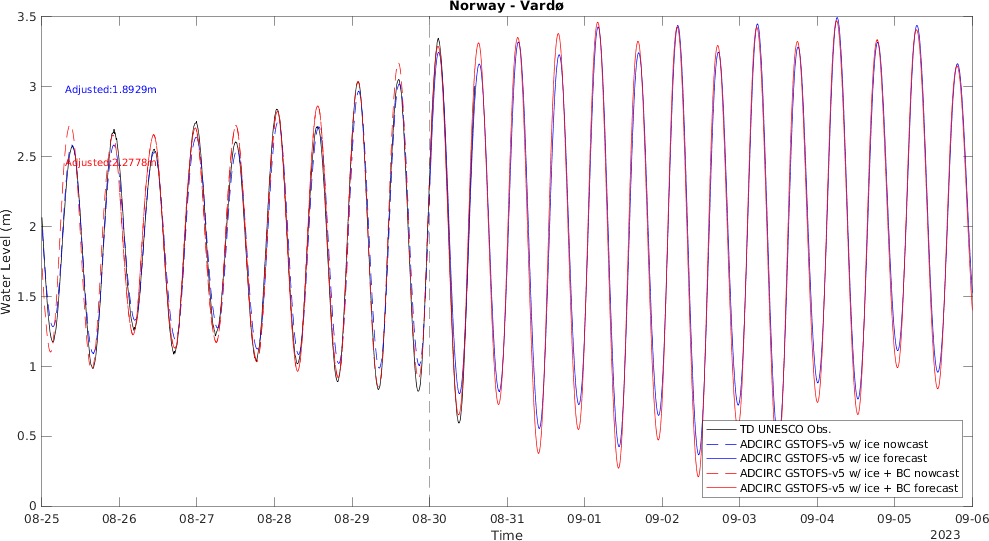 Norway - Vardø
3.5
3
2.5
2
1.5
1
0.5
0
Water Level (m)
Adjusted:1.8929m
Adjusted:2.2778m
TD UNESCO Obs.
ADCIRC GSTOFS-v5 w/ ice nowcast
ADCIRC GSTOFS-v5 w/ ice forecast
ADCIRC GSTOFS-v5 w/ ice + BC nowcast
ADCIRC GSTOFS-v5 w/ ice + BC forecast
08-25 08-26 08-27 08-28 08-29 08-30 08-31 09-01 09-02 09-03 09-04 09-05 09-06
Time
2023